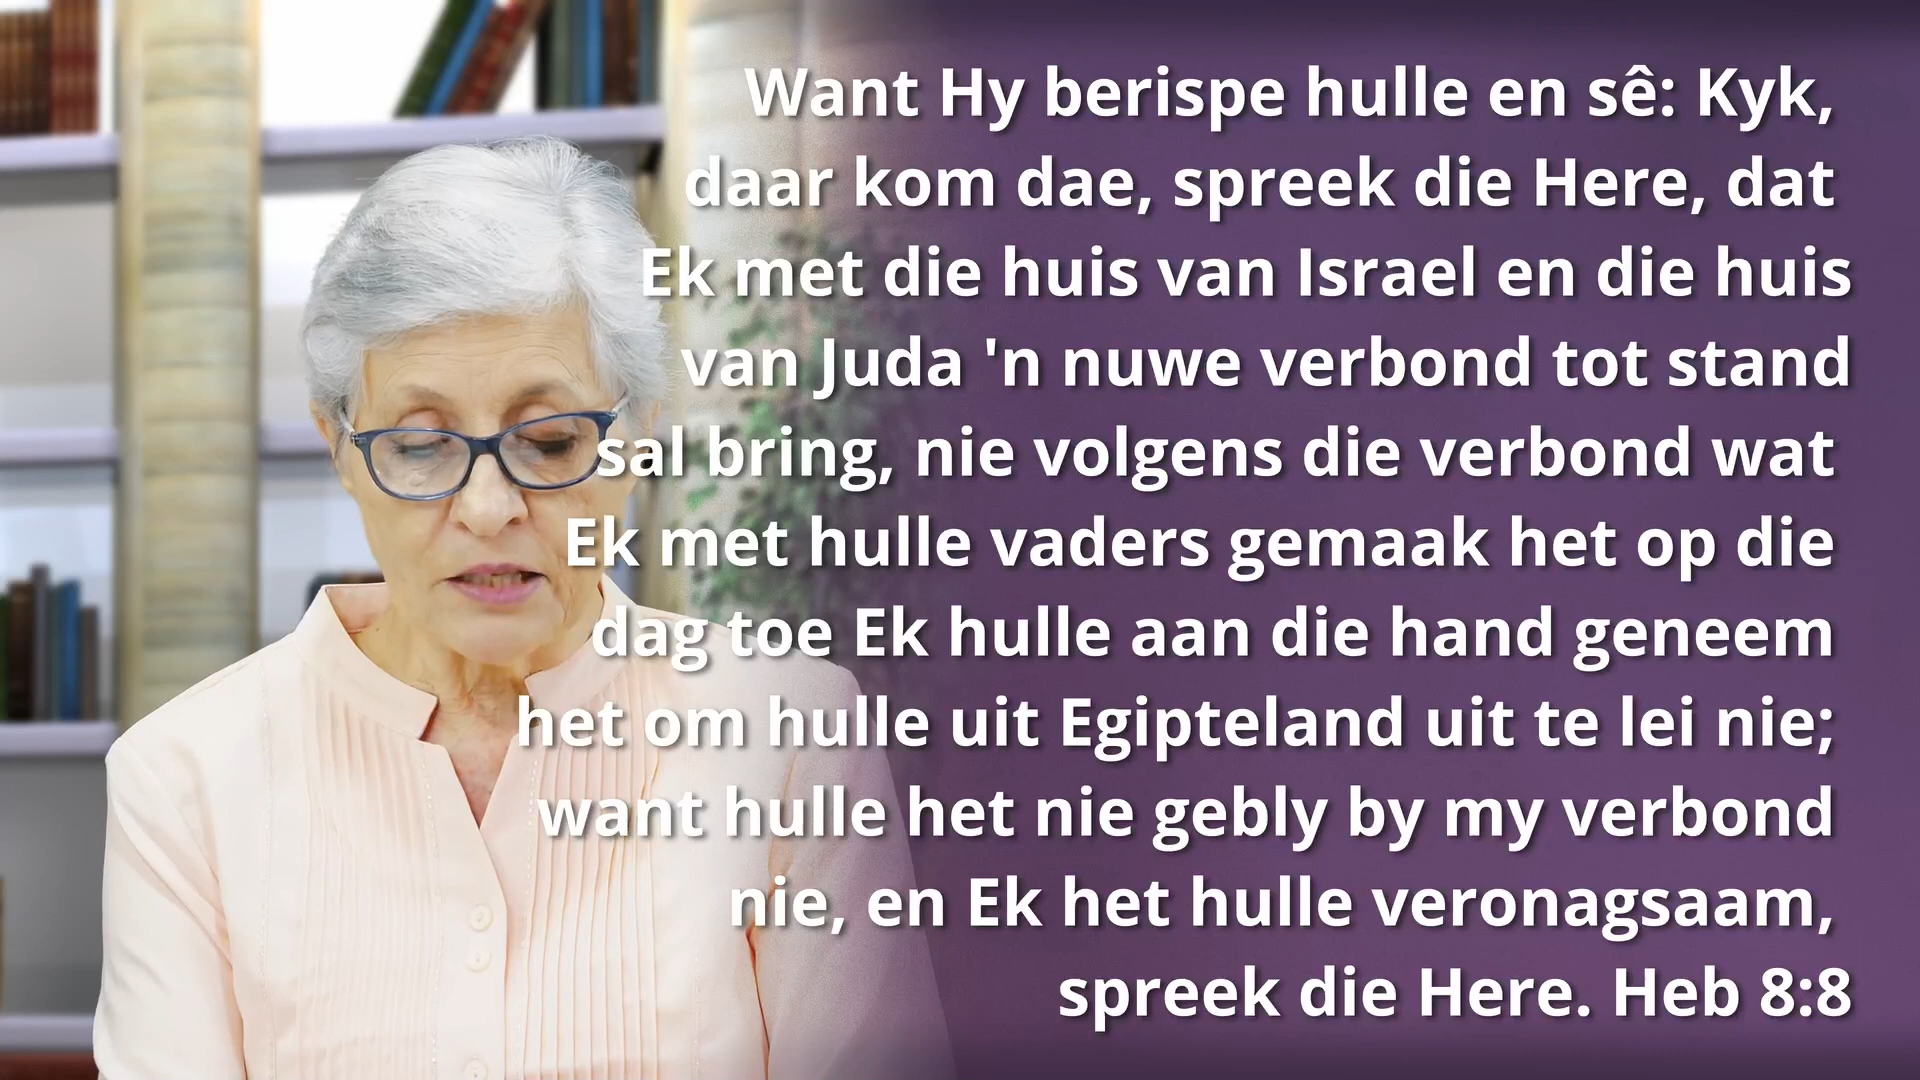 Want Hy berispe hulle en sê: Kyk,
daar kom dae, spreek die Here, dat
Ek met die huis van Israel en die huis
van Juda 'n nuwe verbond tot stand
sal bring, nie volgens die verbond wat
Ek met hulle vaders gemaak het op die
dag toe Ek hulle aan die hand geneem
het om hulle uit Egipteland uit te lei nie;
want hulle het nie gebly by my verbond
nie, en Ek het hulle veronagsaam,
spreek die Here. Heb 8:8